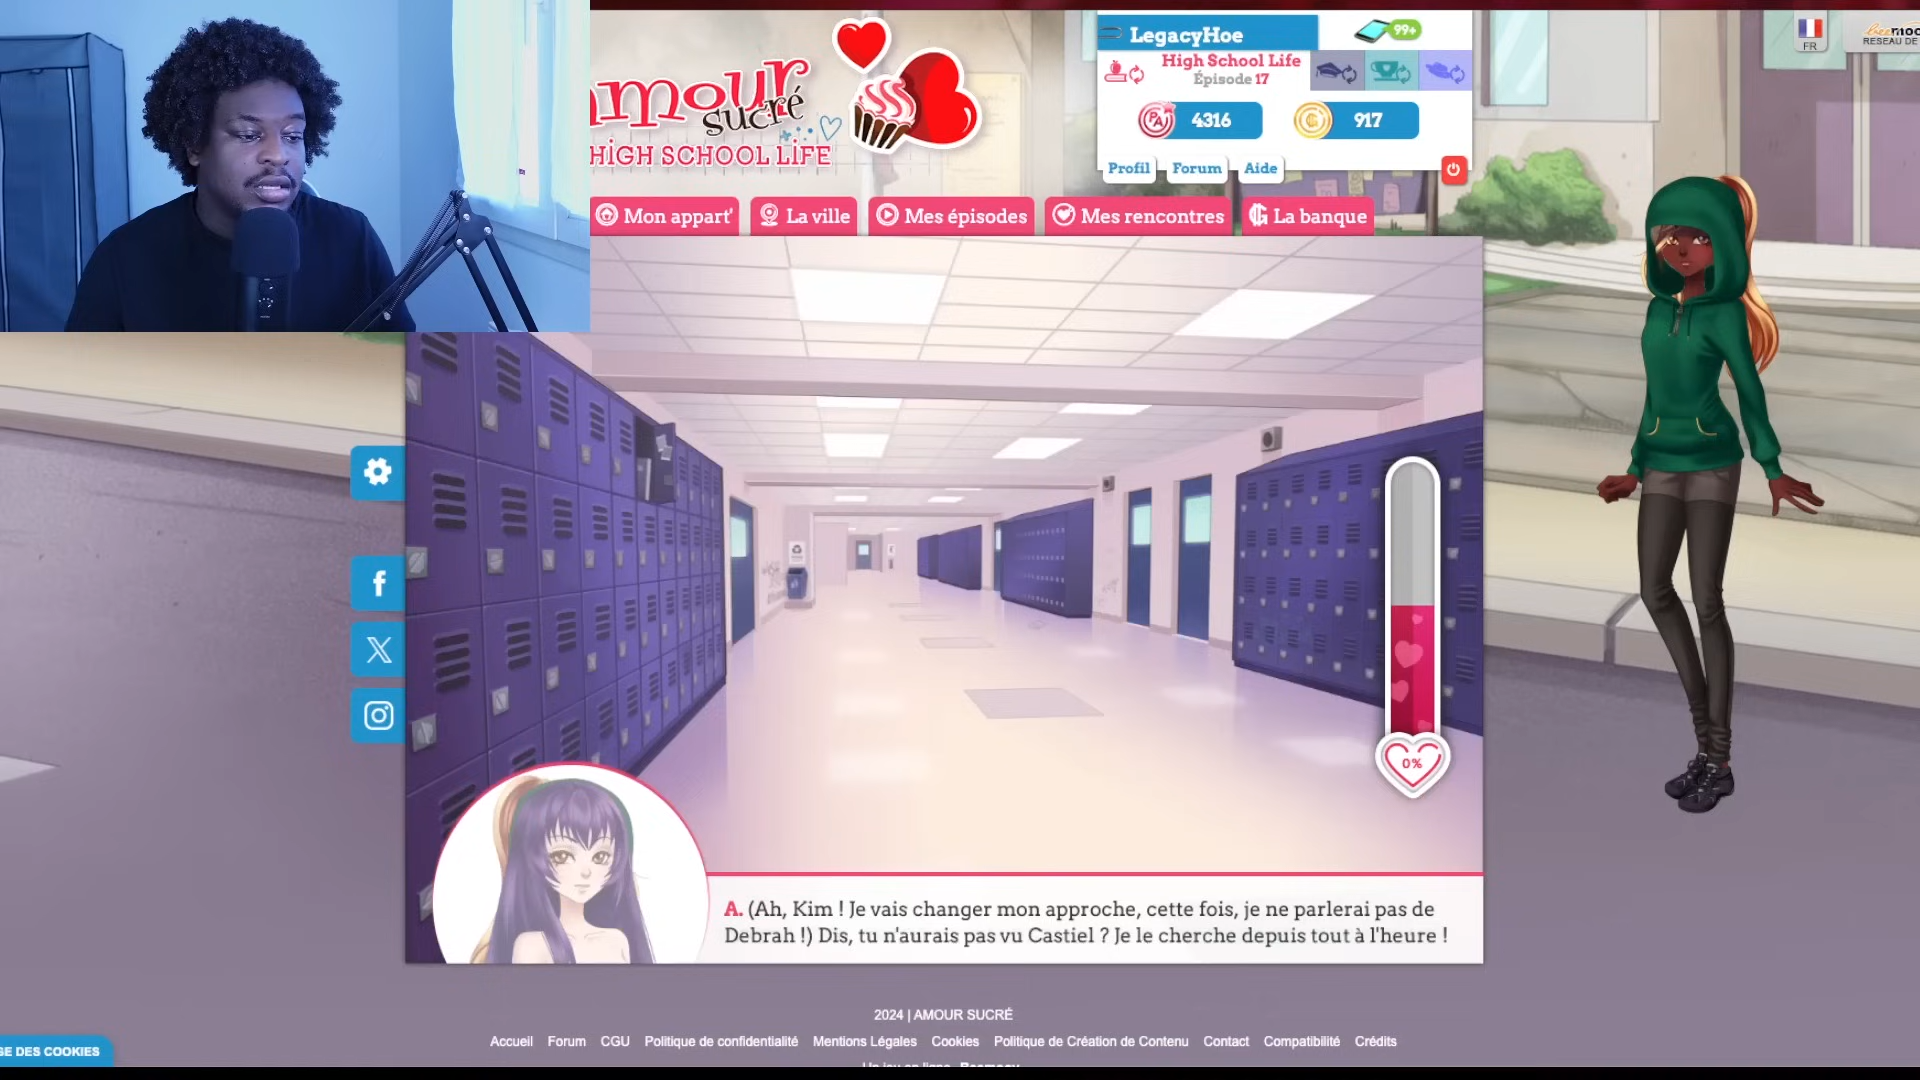 LegacyHoe
99+
FR
amour
sucré
HIGH SCHOOL LIFE
High School Life
Épisode 17
PA
4316
917
Profil
Forum
Aide
Mon appart'
La ville
Mes épisodes
Mes rencontres
La banque
0%
A. (Ah, Kim ! Je vais changer mon approche, cette fois, je ne parlerai pas de
Debrah !) Dis, tu n'aurais pas vu Castiel ? Je le cherche depuis tout à l'heure !
2024 | AMOUR SUCRÉ
Accueil Forum CGU Politique de confidentialité Mentions Légales Cookies Politique de Création de Contenu Contact Compatibilité Crédits
DES COOKIES